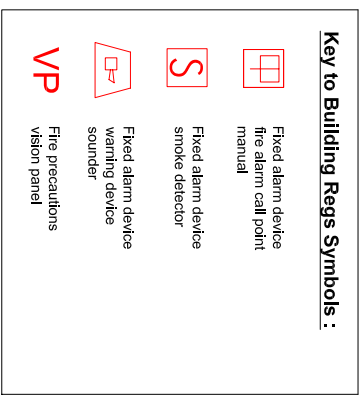 Key to Building Regs Symbols :
Fixed alarm device
fire alarm call point
manual
S
Fixed alarm device
smoke detector
Fixed alarm device
warning device
sounder
VP
Fire precautions
vision panel